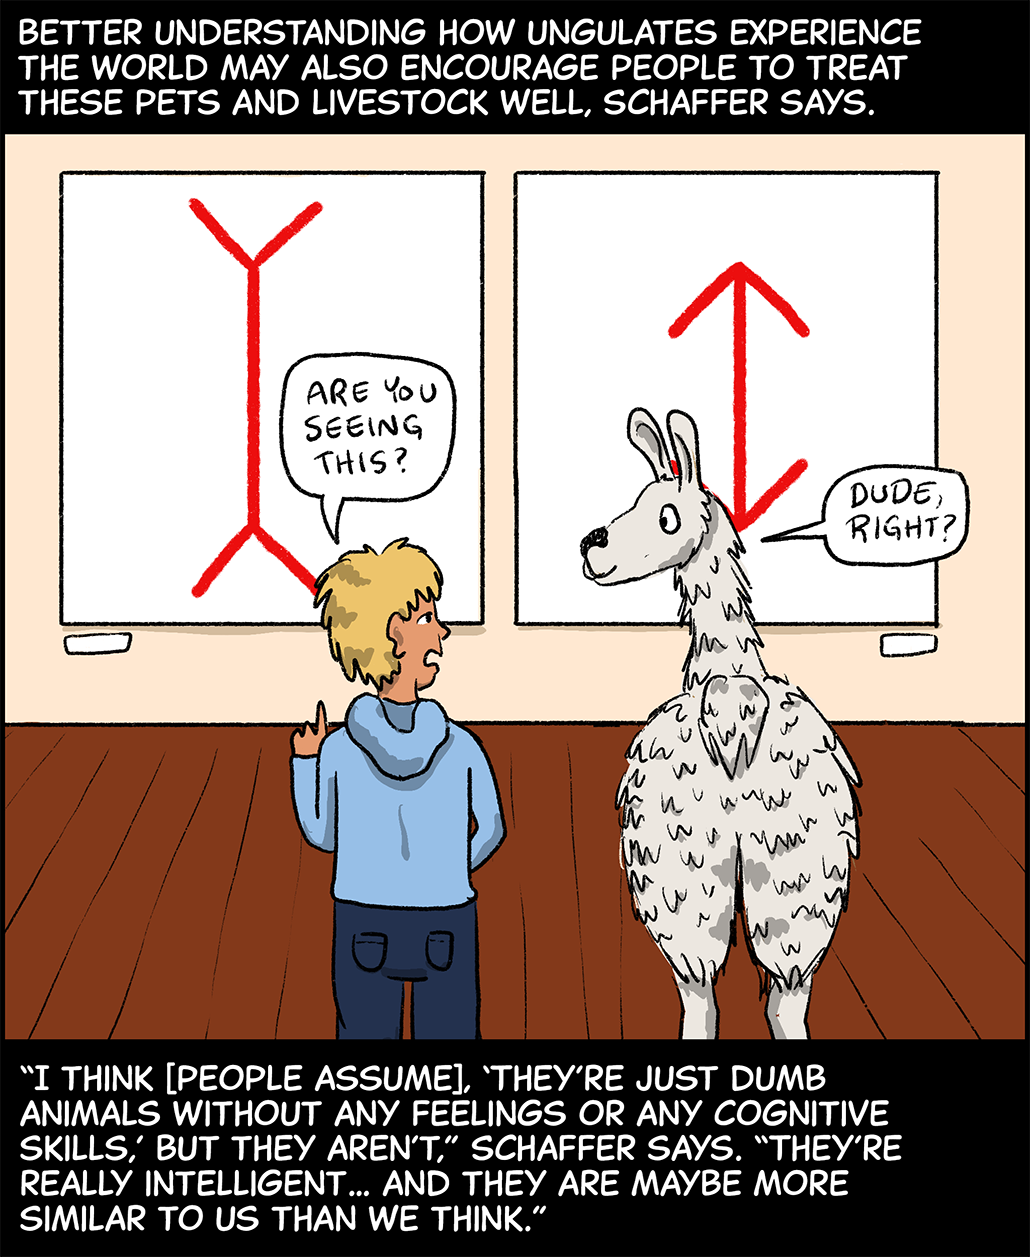 BETTER UNDERSTANDING HOW UNGULATES EXPERIENCE
THE WORLD MAY ALSO ENCOURAGE PEOPLE TO TREAT
THESE PETS AND LIVESTOCK WELL, SCHAFFER SAYS.
ARE YOU
SEEING
THIS?
DUDE,
RIGHT?
“I THINK [PEOPLE ASSUME], ‘THEY’RE JUST DUMB
ANIMALS WITHOUT ANY FEELINGS OR ANY COGNITIVE
SKILLS,’ BUT THEY AREN’T,” SCHAFFER SAYS. “THEY’RE
REALLY INTELLIGENT... AND THEY ARE MAYBE MORE
SIMILAR TO US THAN WE THINK.”